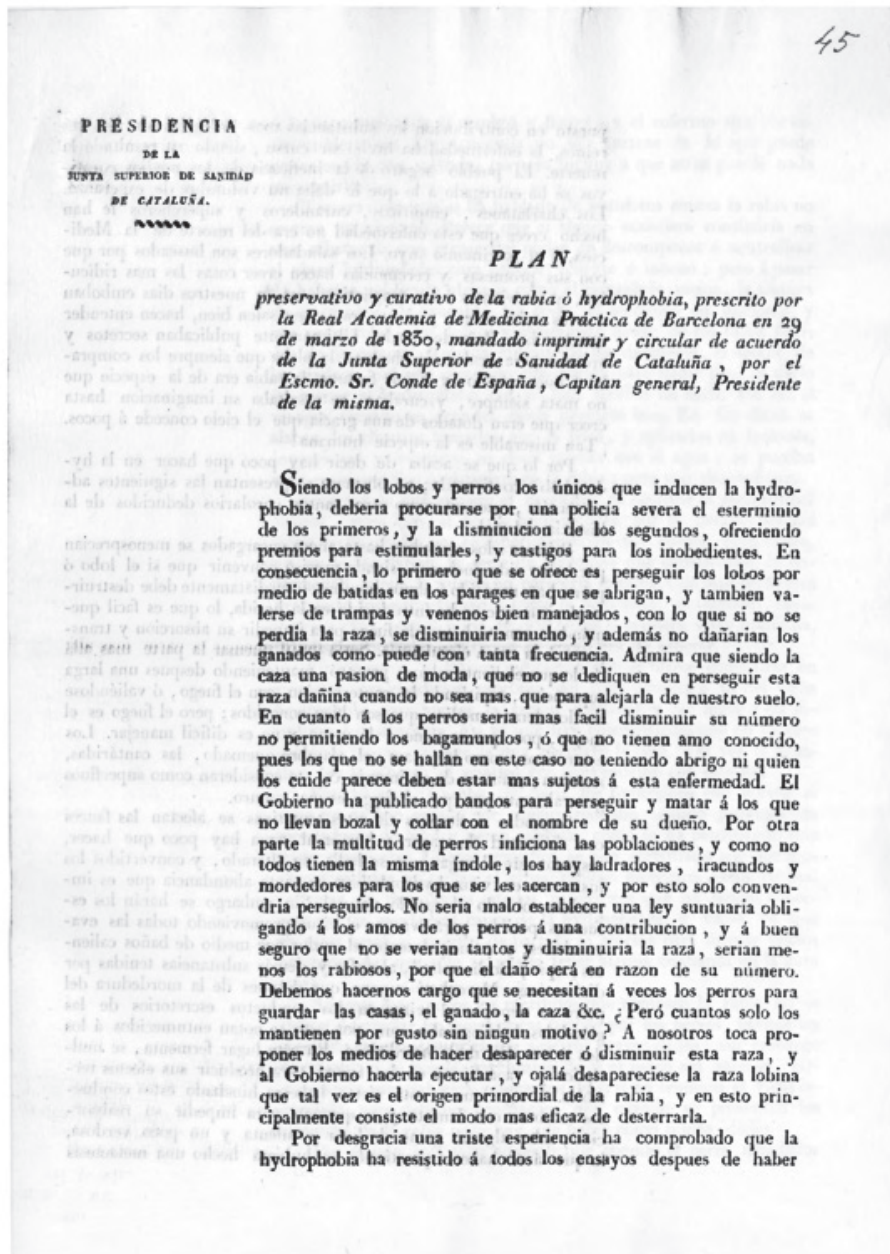 45
PRESIDENCIA
DE LA
JUNTA SUPERIOR DE SANIDAD
DE CATALUÑA.
PLAN
preservativo y curativo de la rabia ó hydrophobia, prescrito por
la Real Academia de Medicina Práctica de Barcelona en 29
de marzo de 1830, mandado imprimir y circular de acuerdo
de la Junta Superior de Sanidad de Cataluña, por el
Escmo. Sr. Conde de España, Capitan general, Presidente
de la misma.
Siendo los lobos y perros los únicos que inducen la hydro-
phobia, deberia procurarse por una policía severa el esterminio
de los primeros, y la disminucion de los segundos, ofreciendo
premios para estimularles, y castigos para los inobedientes. En
consecuencia, lo primero que se ofrece es perseguir los lobos por
medio de batidas en los parages en que se abrigan, y tambien va-
lerse de trampas y venenos bien manejados, con lo que si no se
perdia la raza, se disminuiria mucho, y además no dañarian los
ganados como puede con tanta frecuencia. Admira que siendo la
caza una pasion de moda, que no se dediquen en perseguir esta
raza dañina cuando no sea mas que para alejarla de nuestro suelo.
En cuanto á los perros seria mas facil disminuir su número
no permitiendo los bagamundos, ó que no tienen amo conocido,
pues los que no se hallan en este caso no teniendo abrigo ni quien
los cuide parece deben estar mas sujetos á esta enfermedad. El
Gobierno ha publicado bandos para perseguir y matar á los que
no llevan bozal y collar con el nombre de su dueño. Por otra
parte la multitud de perros inficiona las poblaciones, y como no
todos tienen la misma índole, los hay ladradores, iracundos y
mordedores para los que se les acercan, y por esto solo conven-
dria perseguirlos. No seria malo establecer una ley suntuaria obli-
gando á los amos de los perros á una contribucion, y á buen
seguro que no se verian tantos y disminuiria la raza, serian me-
nos los rabiosos, por que el daño será en razon de su número.
Debemos hacernos cargo que se necesitan á veces los perros para
guardar las casas, el ganado, la caza &c. ¿Peró cuantos solo los
mantienen por gusto sin ningun motivo? A nosotros toca pro-
poner los medios de hacer desaparecer ó disminuir esta raza, y
al Gobierno hacerla ejecutar, y ojalá desapareciese la raza lobina
que tal vez es el origen primordial de la rabia, y en esto prin-
cipalmente consiste el modo mas eficaz de desterrarla.
Por desgracia una triste esperiencia ha comprobado que la
hydrophobia ha resistido á todos los ensayos despues de haber